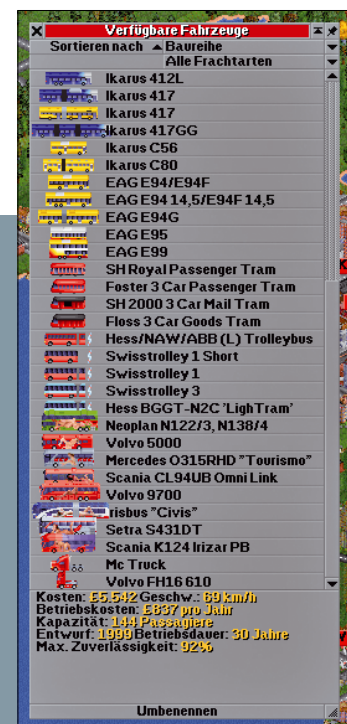 Verfügbare Fahrzeuge
Sortieren nach Baureihe
Alle Frachtarten
Ikarus 412L
Ikarus 417
Ikarus 417
Ikarus 417GG
Ikarus C56
Ikarus C80
EAG E94/E94F
EAG E94 14,5/E94F 14,5
EAG E94G
EAG E95
EAG E99
SH Royal Passenger Tram
Foster 3 Car Passenger Tram
SH 2000 3 Car Mail Tram
Floss 3 Car Goods Tram
Hess/NAW/ABB (L) Trolleybus
Swisstrolley 1 Short
Swisstrolley 1
Swisstrolley 3
Hess BGGT-N2C 'LighTram'
Neoplan N122/3, N138/4
Volvo 5000
Mercedes O315RHD "Tourismo"
Scania CL94UB Omni Link
Volvo 9700
risbus "Civis"
Setra S431DT
Scania K124 Irizar PB
Mc Truck
Volvo FH16 610
Kosten: £5,542 Geschw.: 69 km/h
Betriebskosten: £837 pro Jahr
Kapazität: 144 Passagiere
Entwurf: 1999 Betriebsdauer: 30 Jahre
Max. Zuverlässigkeit: 92%
Umbenennen